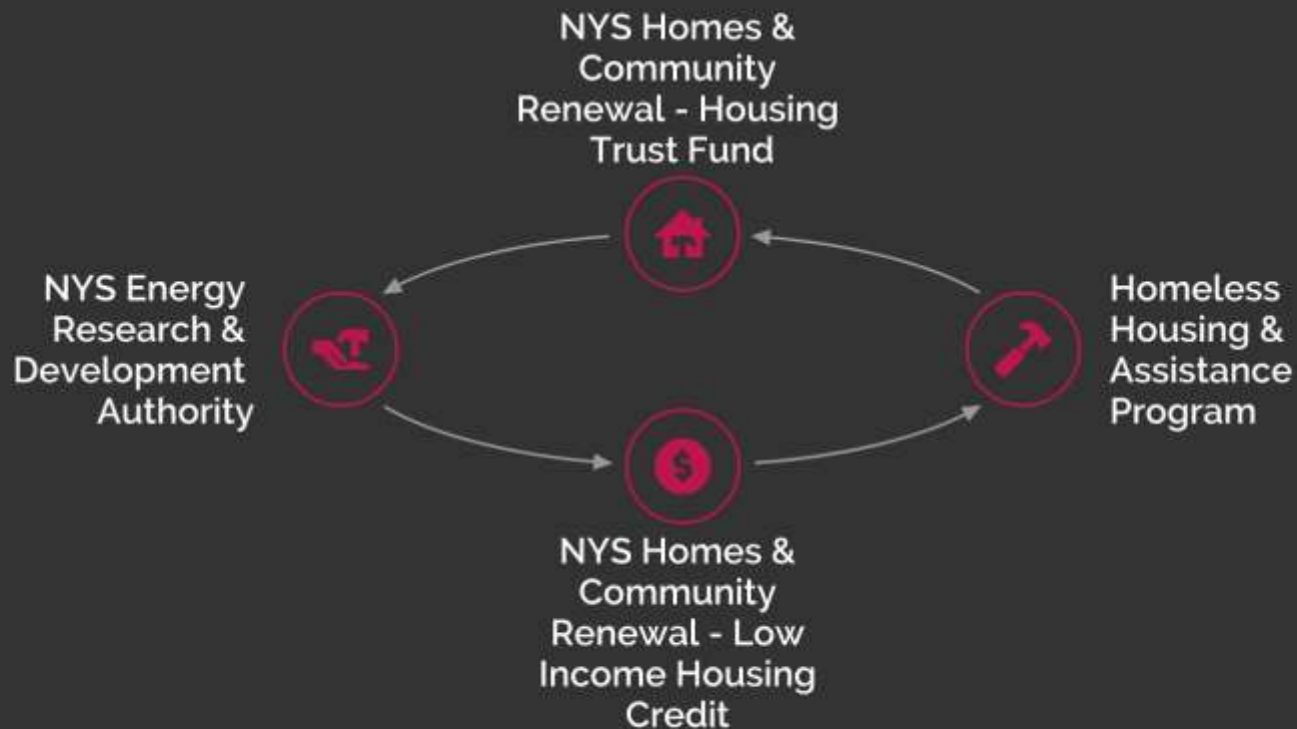 NYS Homes &
Community
Renewal - Housing
Trust Fund
NYS Energy
Research &
Development
Authority
Homeless
Housing &
Assistance
Program
$
NYS Homes &
Community
Renewal - Low
Income Housing
Credit